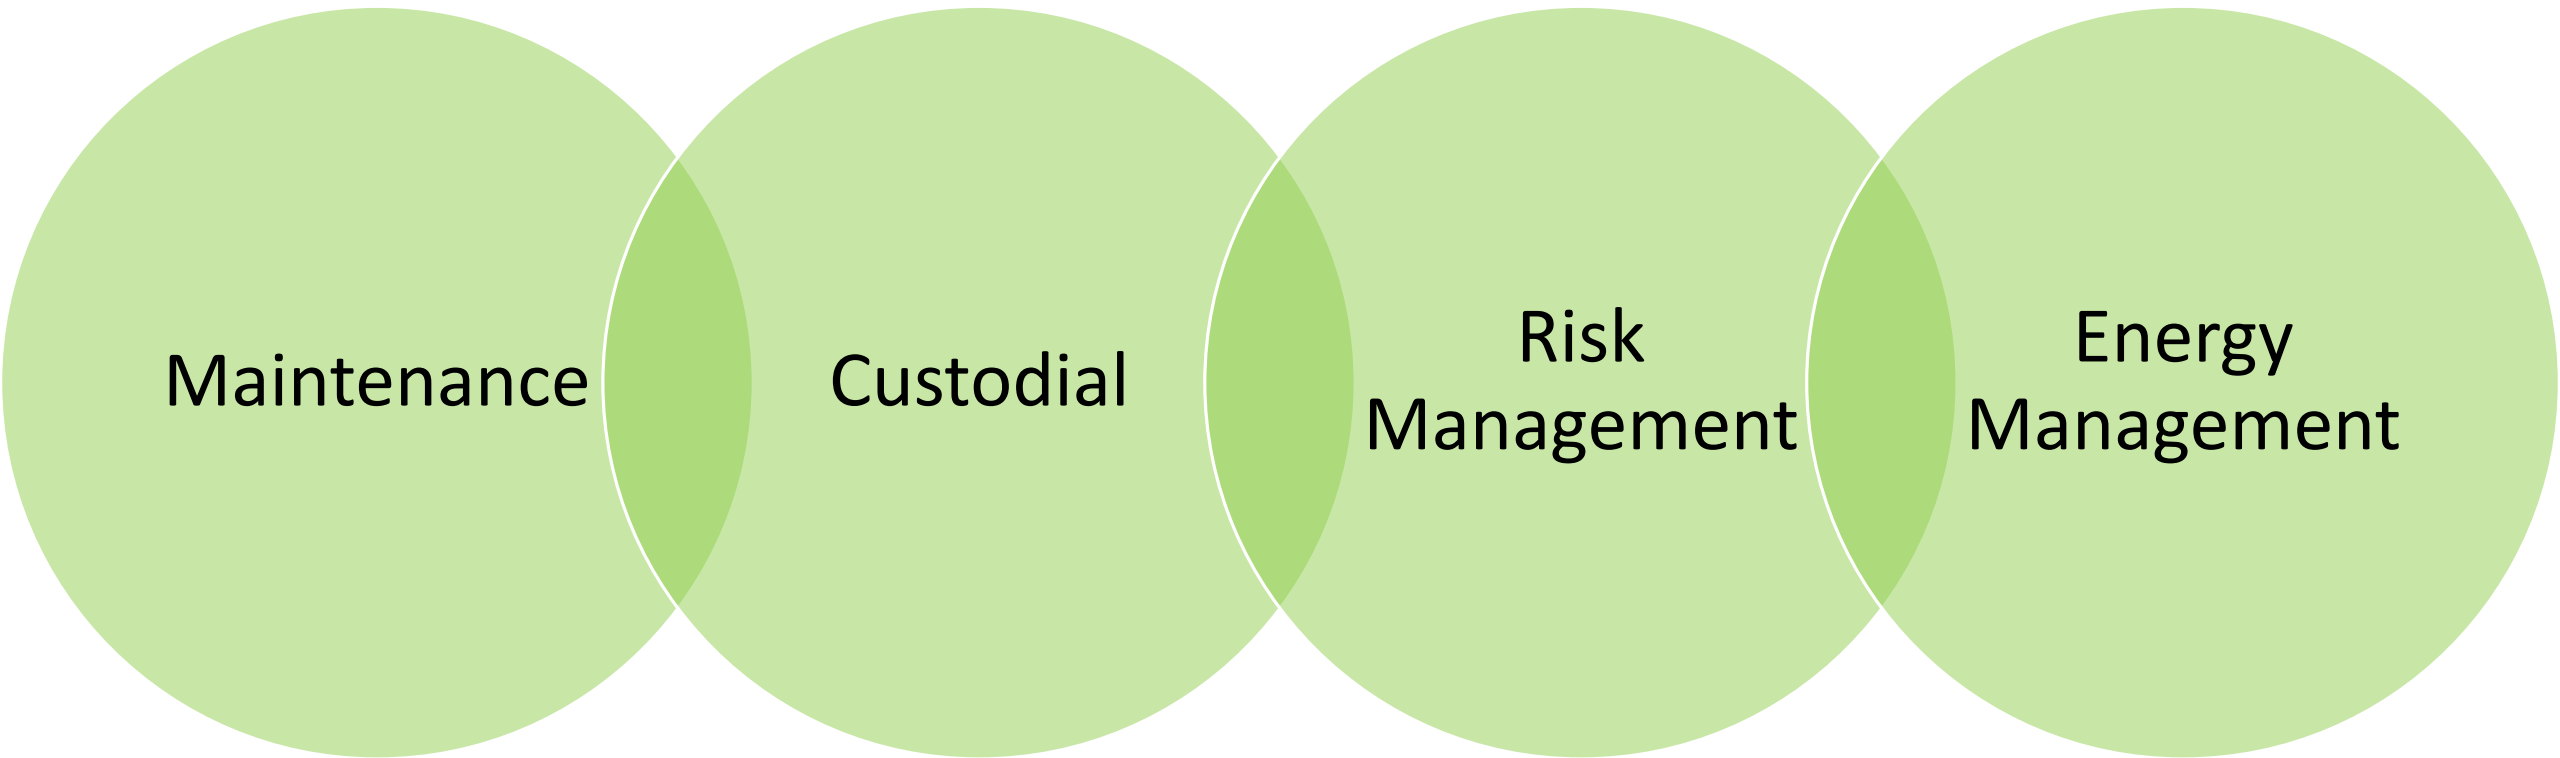 Maintenance
Custodial
Risk
Management
Energy
Management